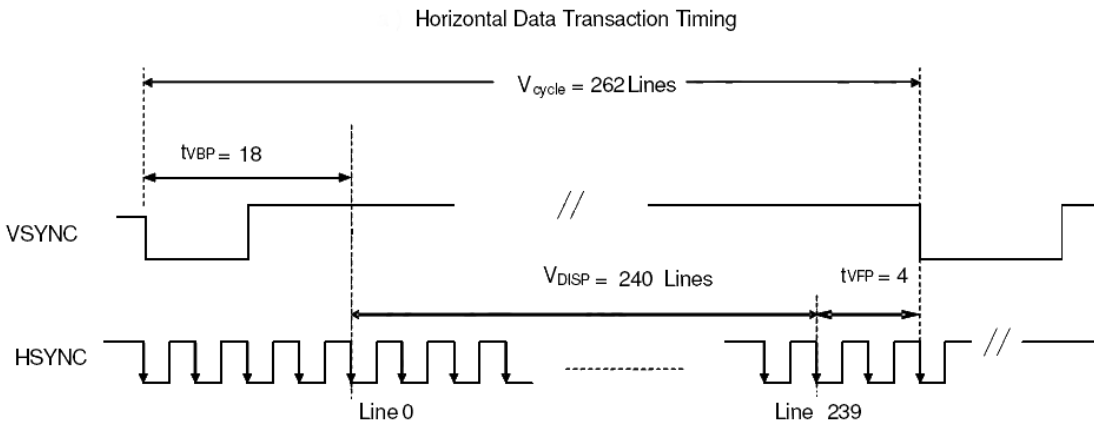 Horizontal Data Transaction Timing
Vcycle = 262 Lines
tVBP = 18
VSYNC
VDISP = 240 Lines
tVFP = 4
HSYNC
Line 0
Line 239